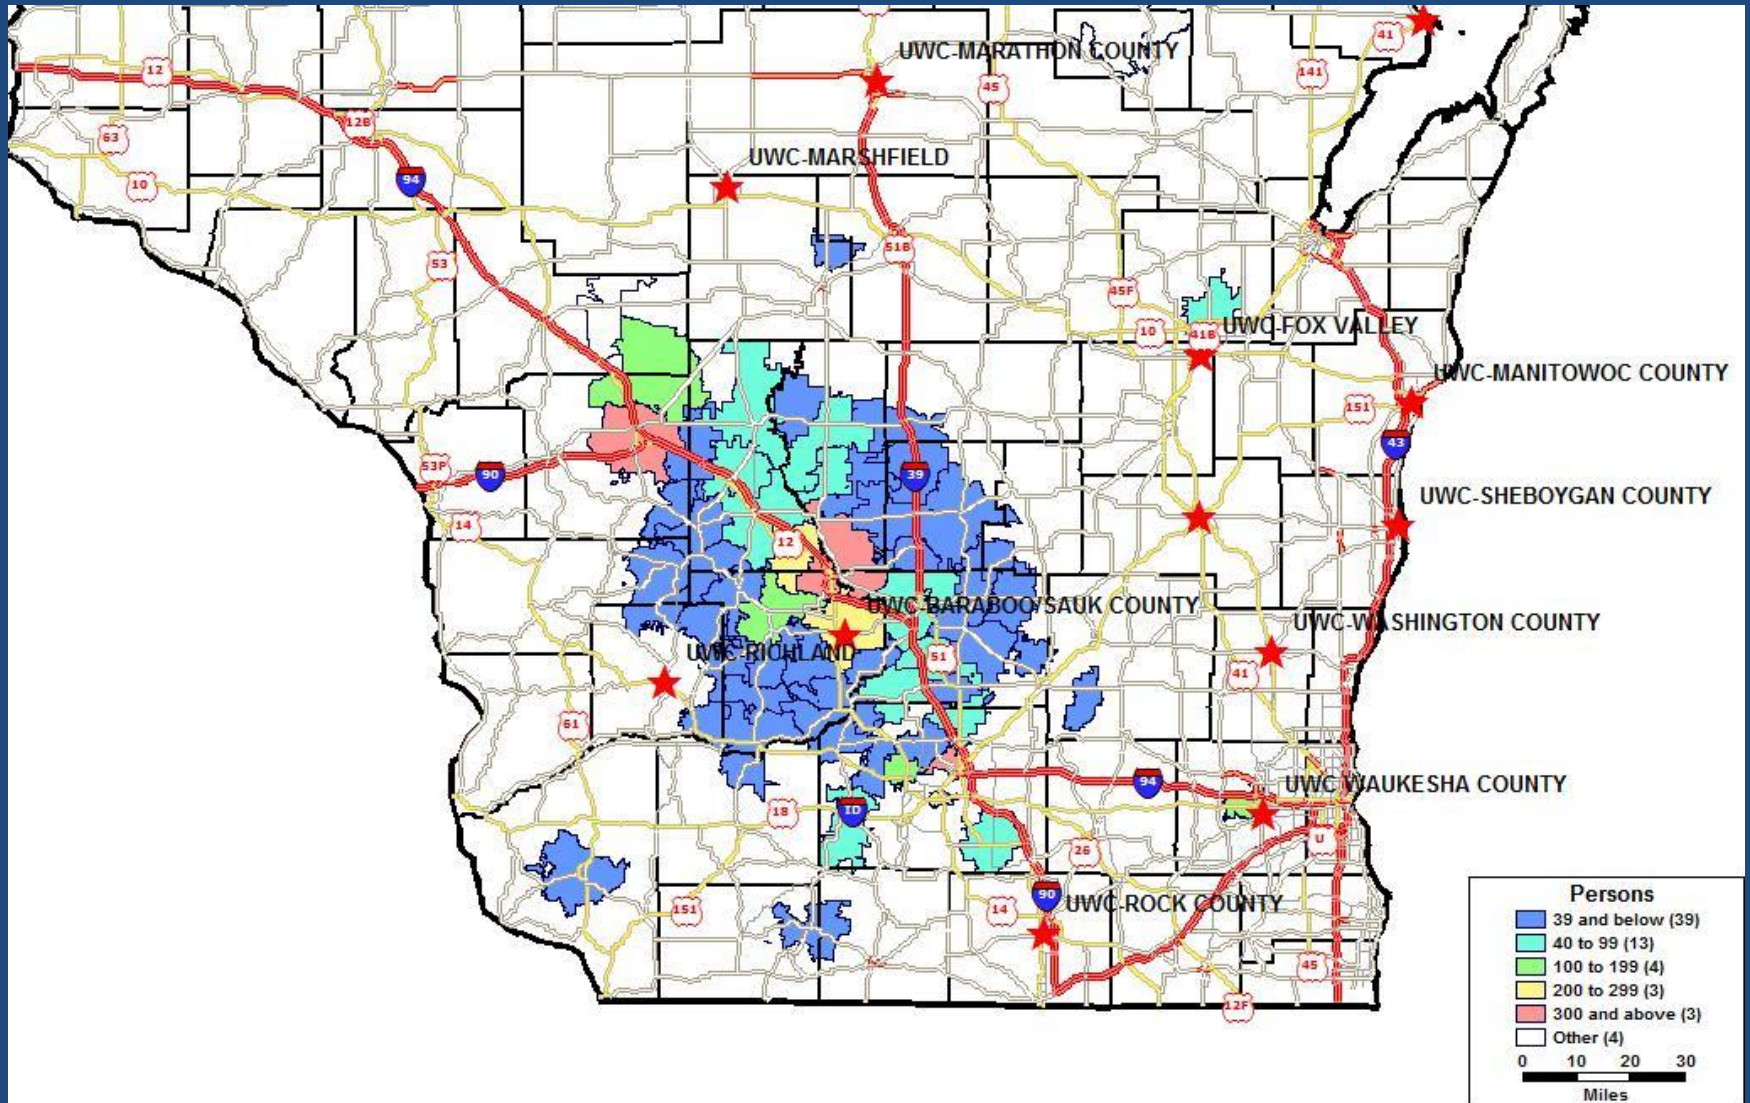 41
UWC-MARATHON COUNTY
12
141
45
12B
63
UWC-MARSHFIELD
94
10
51B
53
45F
UWC-FOX VALLEY
10
41B
UWC-MANITOWOC COUNTY
151
43
53P
90
39
UWC-SHEBOYGAN COUNTY
14
12
UWC-BARABOO/SAUK COUNTY
UWC-WASHINGTON COUNTY
UWC-RICHLAND
51
41
61
94
UWC WAUKESHA COUNTY
18
ID
U
26
90
UWC-ROCK COUNTY
151
14
45
12F
Persons
39 and below (39)
40 to 99 (13)
100 to 199 (4)
200 to 299 (3)
300 and above (3)
Other (4)
0 10 20 30
Miles